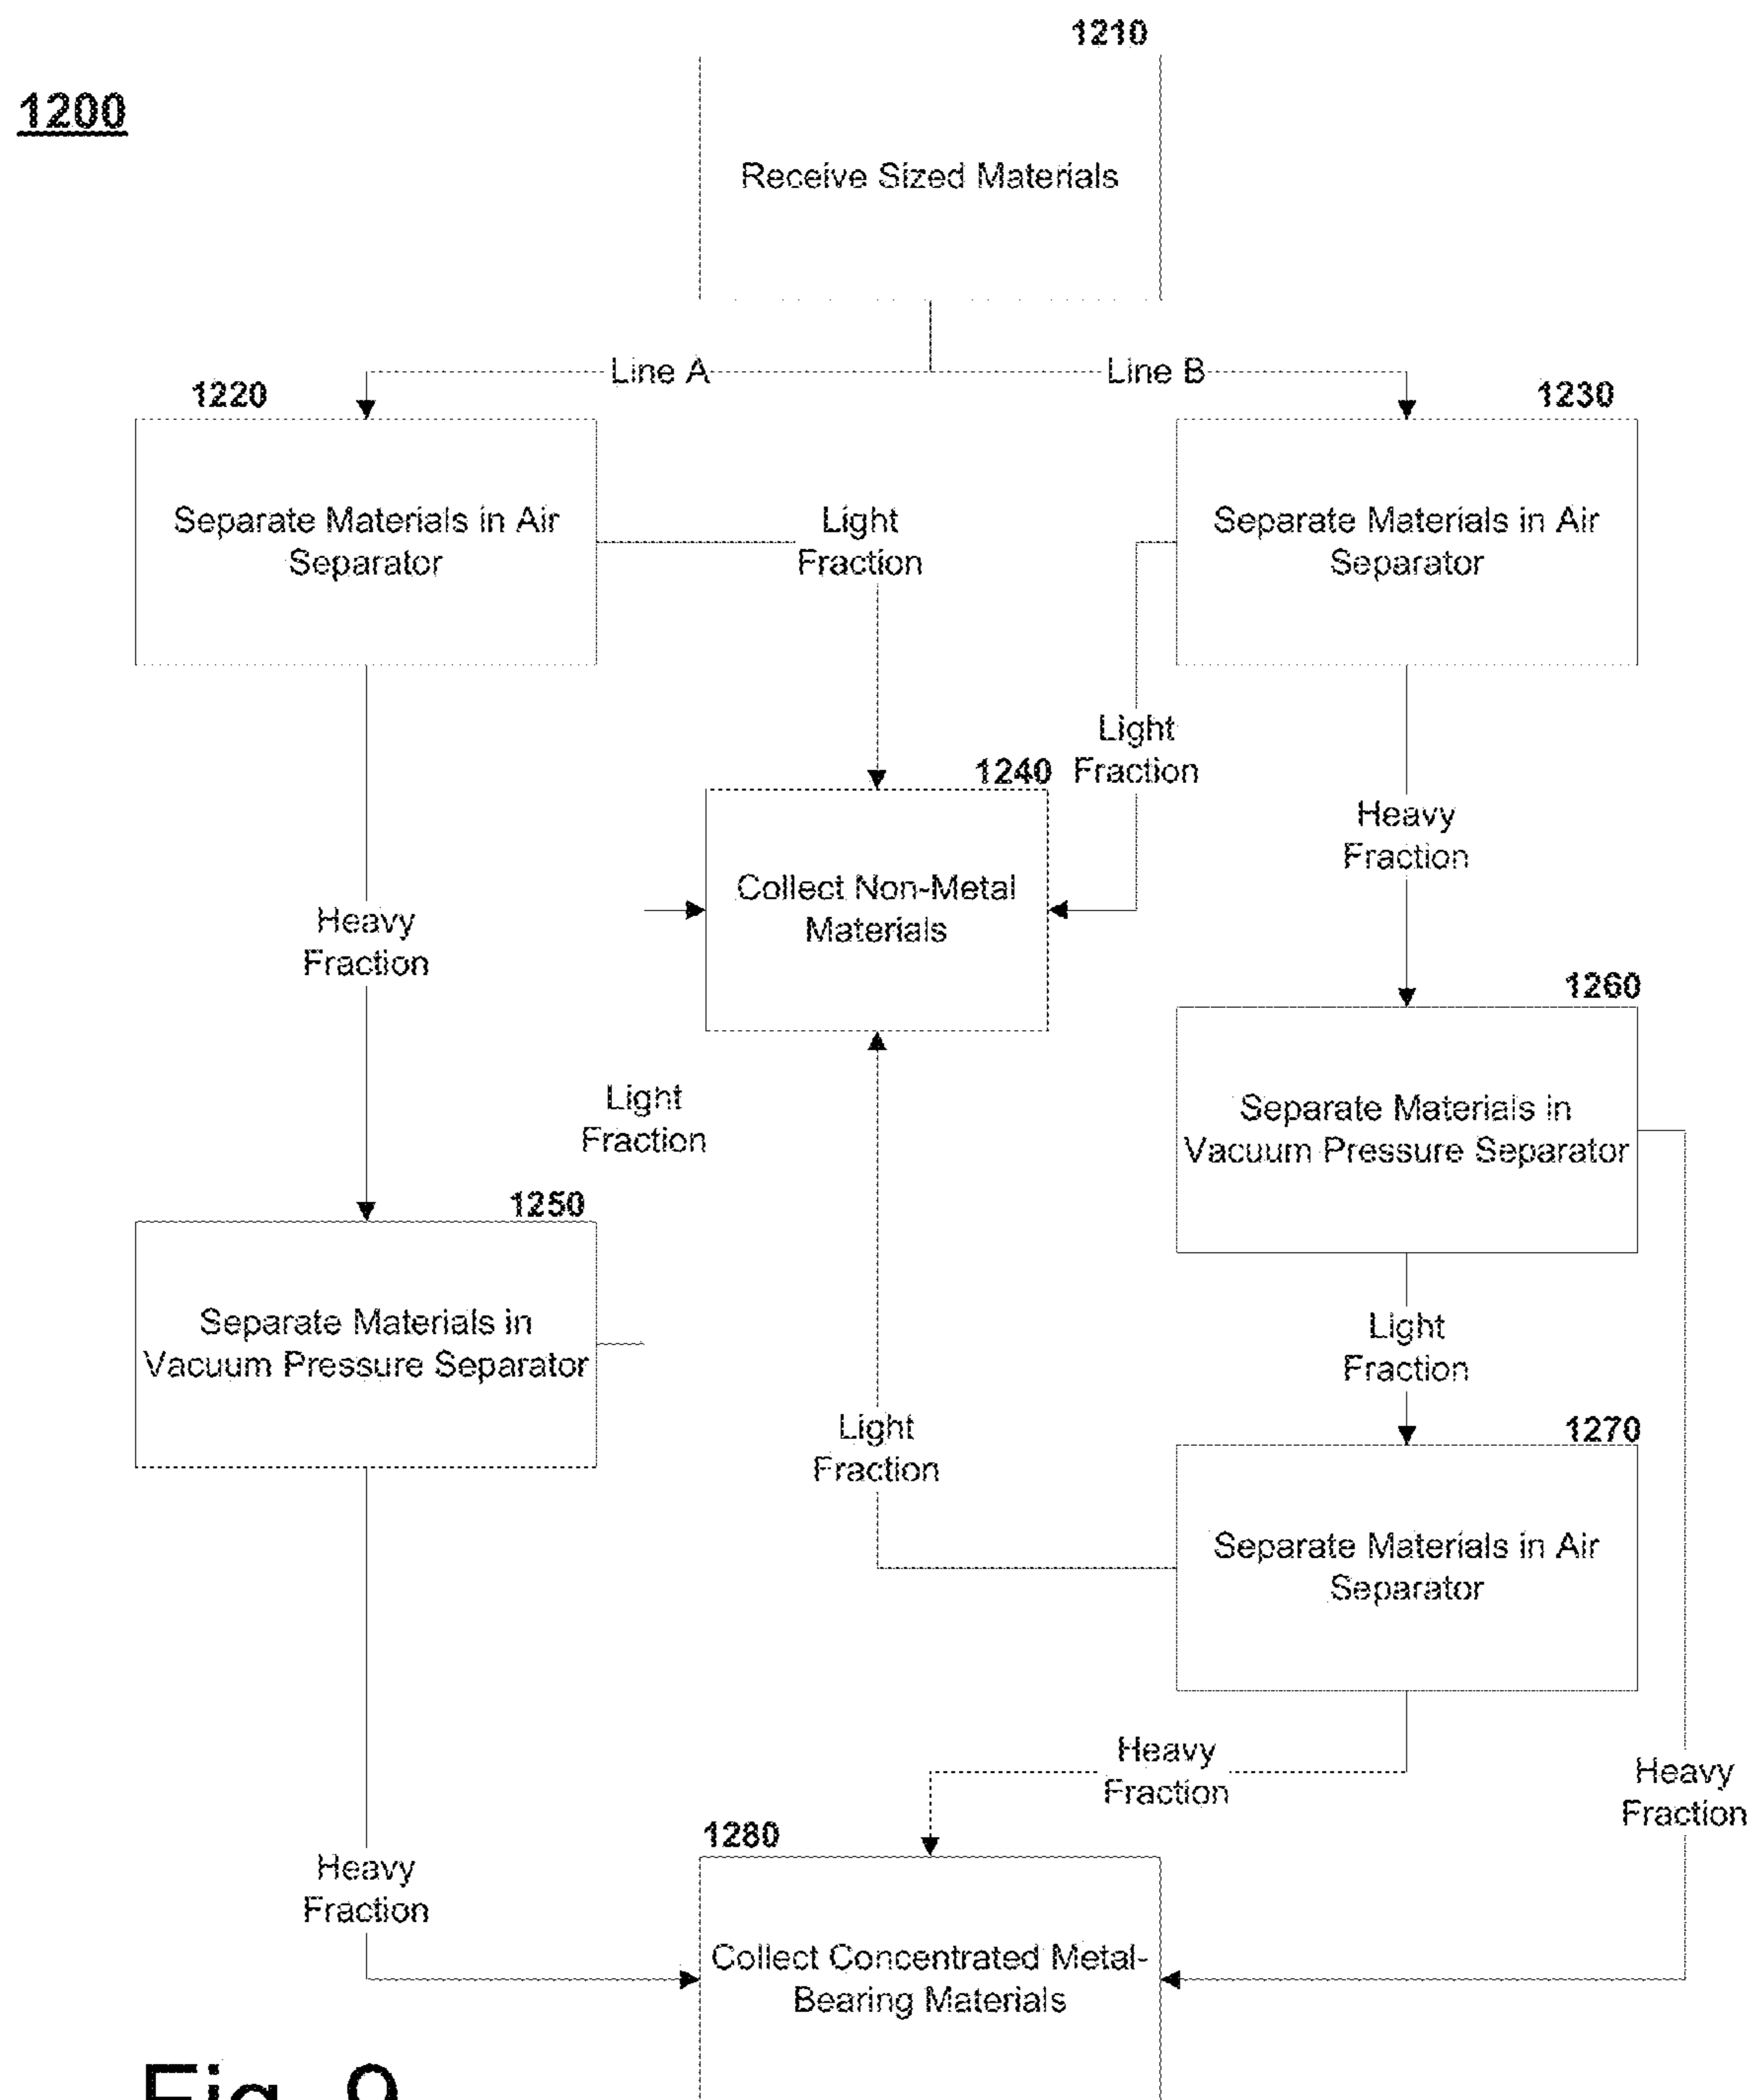 1210
1200
Receive Sized Materials
Line A
Line B
1220
1230
Separate Materials in Air
Separator
Light
Fraction
Separate Materials in Air
Separator
Light
Fraction
1240
Heavy
Fraction
Collect Non-Metal
Materials
Heavy
Fraction
1260
Light
Fraction
Separate Materials in
Vacuum Pressure Separator
1250
Separate Materials in
Vacuum Pressure Separator
Light
Fraction
Light
Fraction
1270
Separate Materials in Air
Separator
Heavy
Fraction
Heavy
Fraction
1280
Heavy
Fraction
Collect Concentrated Metal-
Bearing Materials
Fig. 9